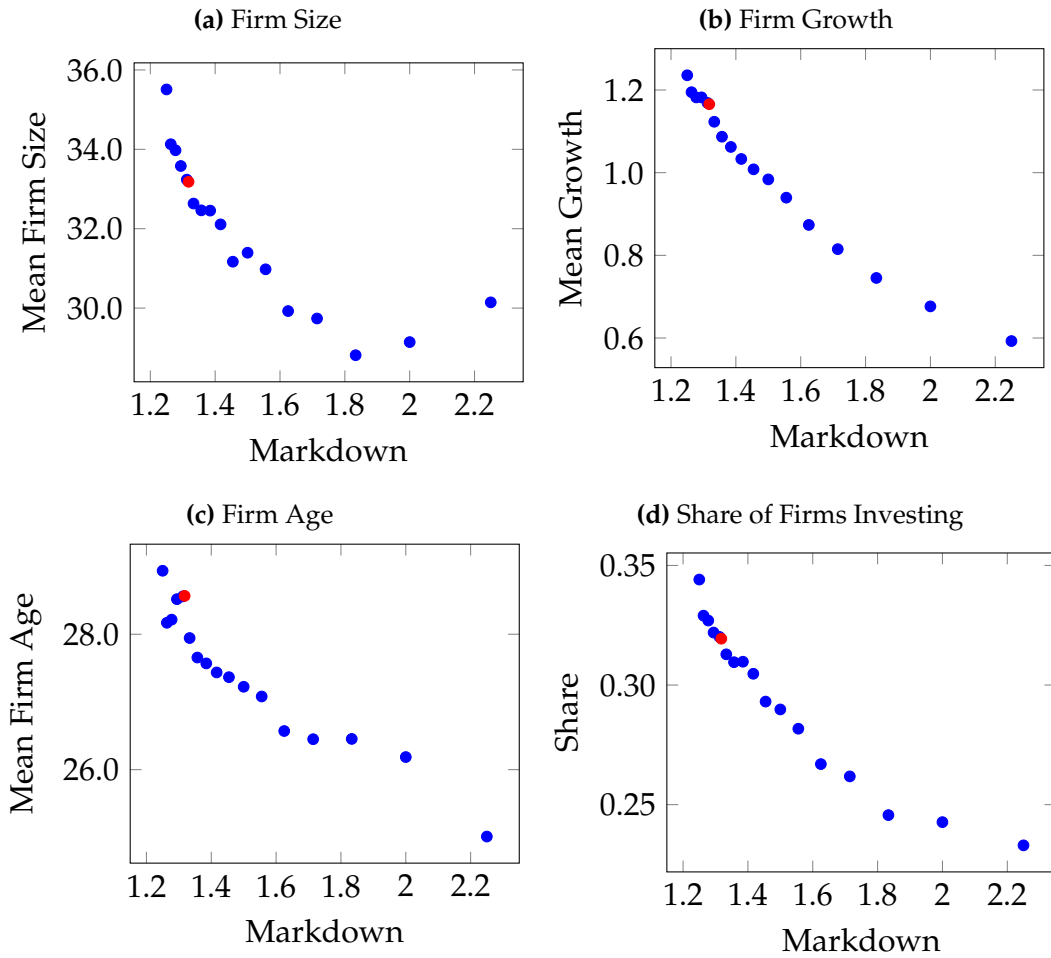 (a) Firm Size
36.0
34.0
32.0
30.0
Mean Firm Size
1.2 1.4 1.6 1.8 2 2.2
Markdown
(b) Firm Growth
1.2
1.0
0.8
0.6
Mean Growth
1.2 1.4 1.6 1.8 2 2.2
Markdown
(c) Firm Age
28.0
26.0
Mean Firm Age
1.2 1.4 1.6 1.8 2 2.2
Markdown
(d) Share of Firms Investing
0.35
0.30
0.25
Share
1.2 1.4 1.6 1.8 2 2.2
Markdown